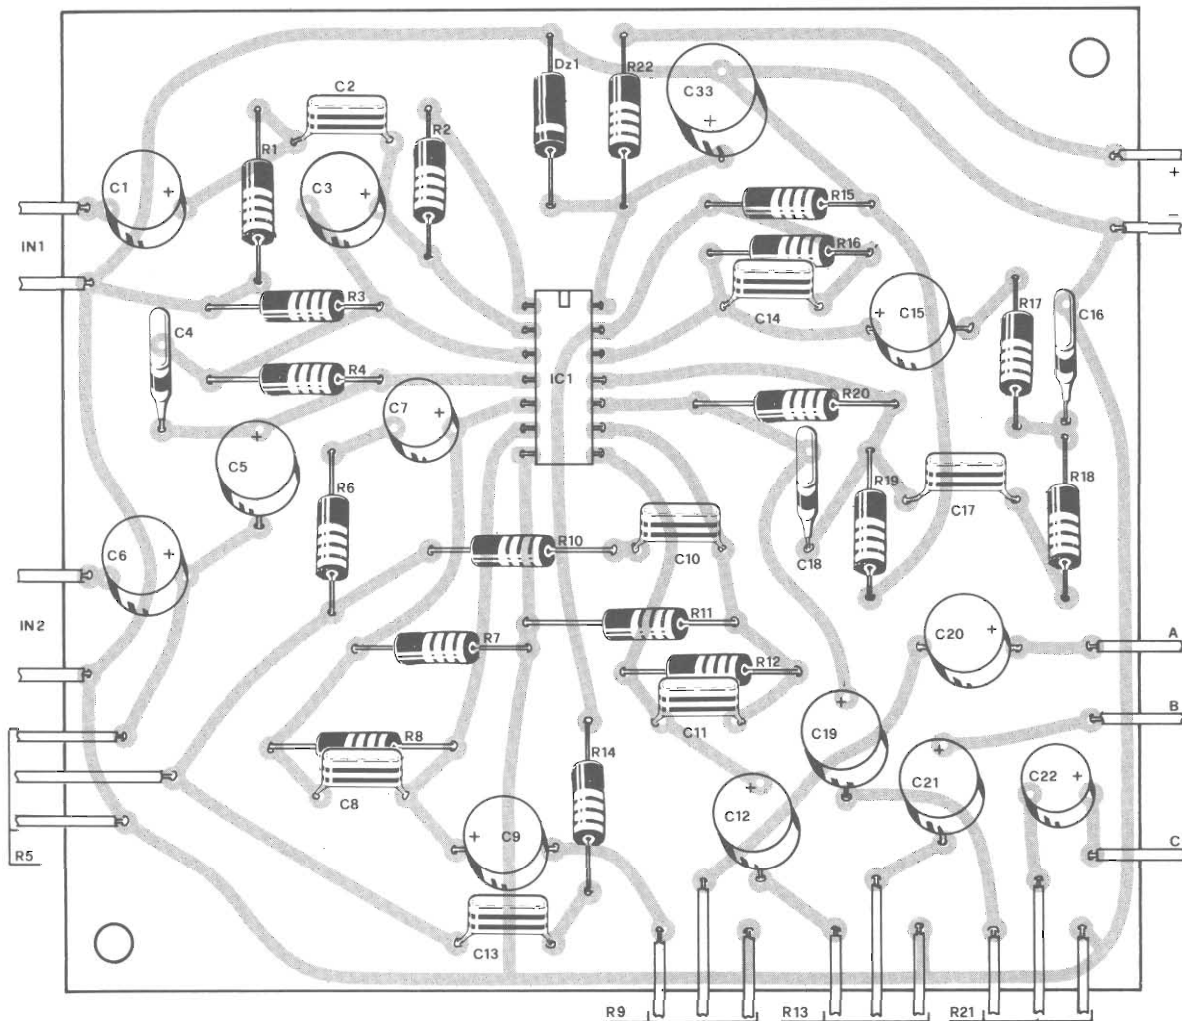 Dz1
R22
C33
C2
R2
R1
C1
+
C3
+
+
+
IN1
−
R15
R16
R3
C14
+
C15
R17
C16
C4
R4
IC1
C7
+
R20
C5
+
R6
R19
C17
R18
R10
C10
C18
C6
+
IN2
R11
R7
R12
C20
+
A
C11
B
R8
R14
C19
+
C8
C12
+
C21
+
C22
+
+
C9
R5
C
C13
R9
R13
R21